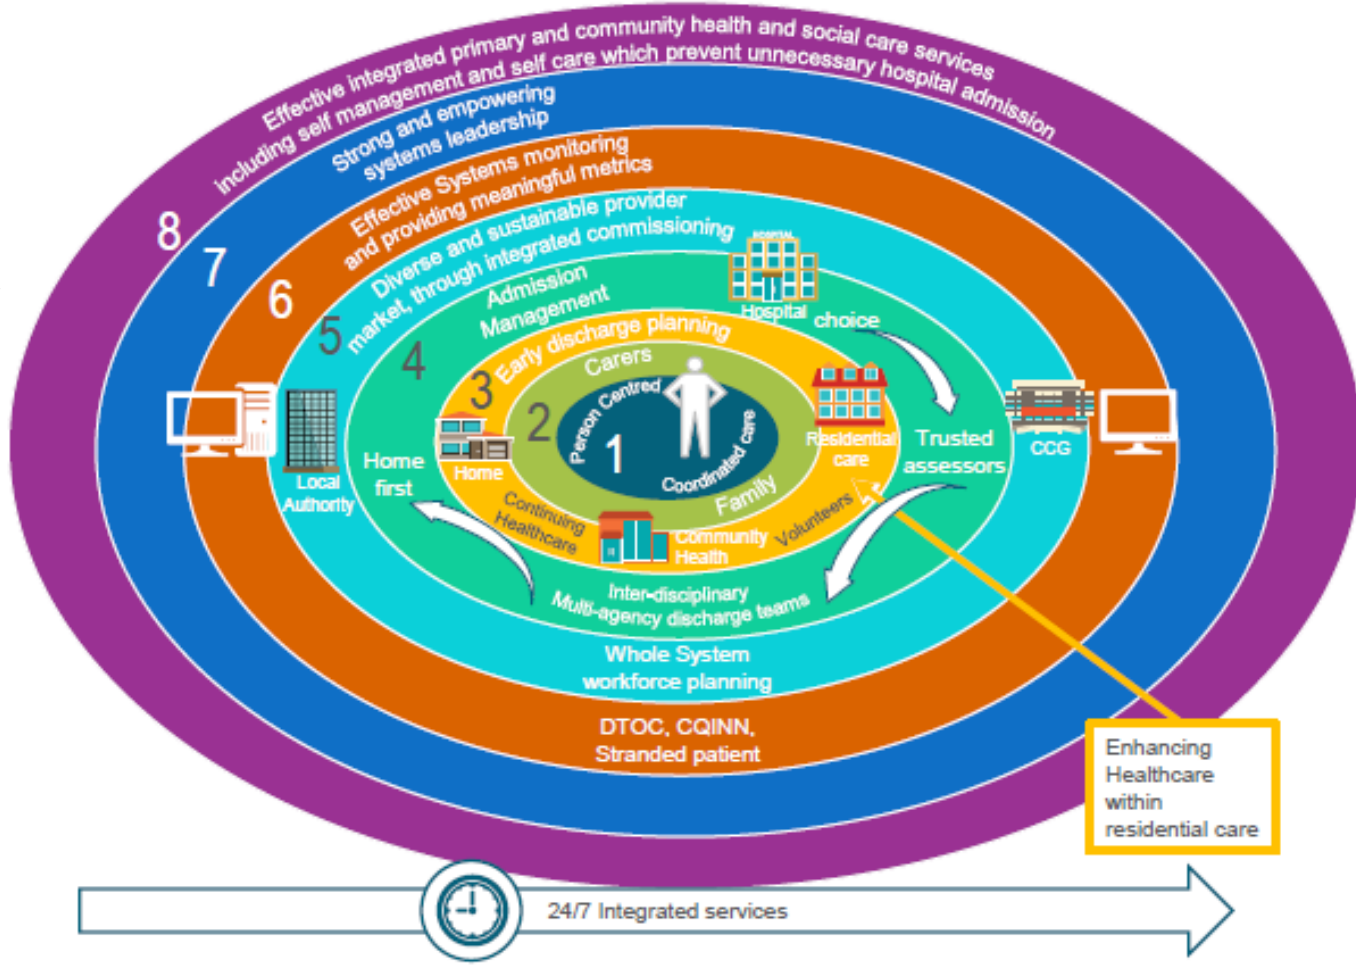 Effective integrated primary and community health and social care services
including self management and self care which prevent unnecessary hospital admission
8
Strong and empowering
systems leadership
7
Effective Systems monitoring
and providing meaningful metrics
6
Diverse and sustainable provider
market, through integrated commissioning
5
Admission
Management
4
HOSPITAL
Hospital
choice
Early discharge planning
3
Carers
2
Person Centred
1
Coordinated care
Family
Residential
care
Trusted
assessors
CCG
Local
Authority
Home
first
Home
Continuing
Healthcare
Community
Health
Volunteers
Inter-disciplinary
Multi-agency discharge teams
Whole System
workforce planning
DTOC, CQINN,
Stranded patient
Enhancing
Healthcare
within
residential care
24/7 Integrated services